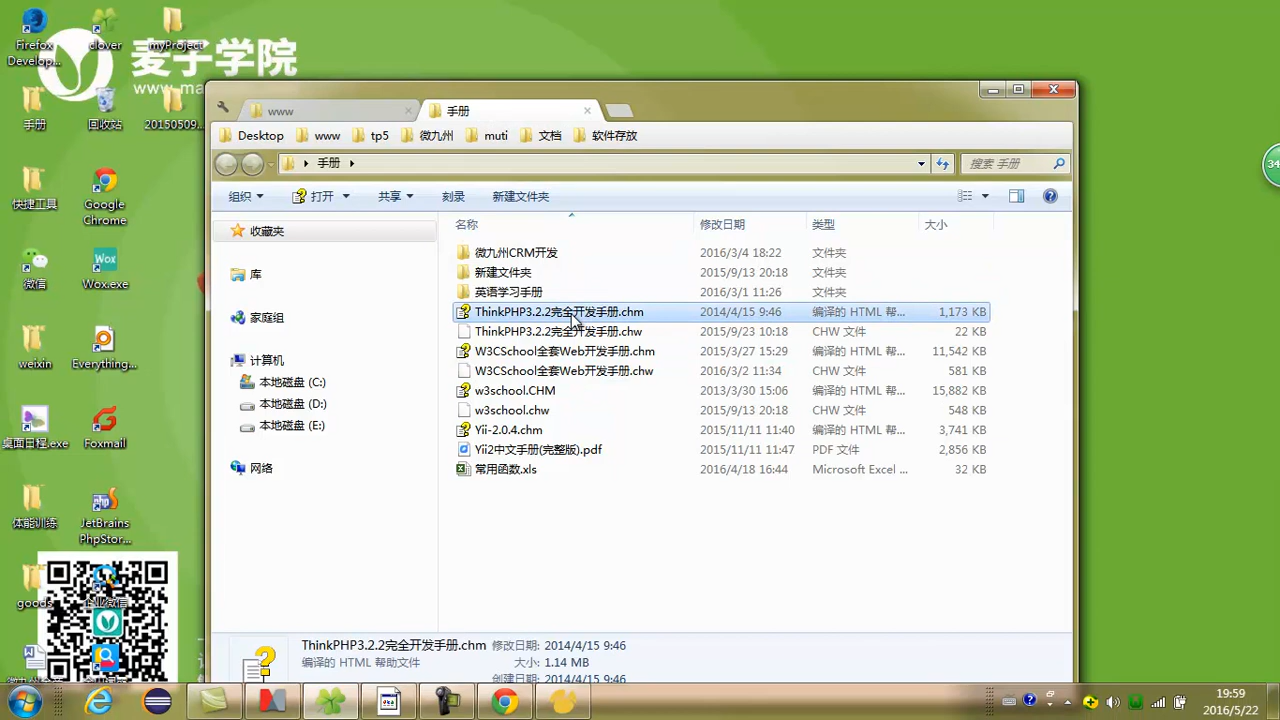 Firefox
Develop...
clover
myProject
麦子学院
手册
回收站
20150509...
快捷工具
Google
Chrome
微信
Wox.exe
weixin
Everything...
桌面日程.exe
Foxmail
体能训练
JetBrains
PhpStor...
goods
企业微信
www
手册
Desktop
www
tp5
微九州
muti
文档
软件存放
手册
搜索 手册
组织
打开
共享
刻录
新建文件夹
名称
修改日期
类型
大小
收藏夹
库
家庭组
计算机
本地磁盘 (C:)
本地磁盘 (D:)
本地磁盘 (E:)
网络
微九州CRM开发 2016/3/4 18:22 文件夹
新建文件夹 2015/9/13 20:18 文件夹
英语学习手册 2016/3/1 11:26 文件夹
ThinkPHP3.2.2完全开发手册.chm 2014/4/15 9:46 编译的 HTML 帮... 1,173 KB
ThinkPHP3.2.2完全开发手册.chw 2015/9/23 10:18 CHW 文件 22 KB
W3CSchool全套Web开发手册.chm 2015/3/27 15:29 编译的 HTML 帮... 11,542 KB
W3CSchool全套Web开发手册.chw 2016/3/2 11:34 CHW 文件 581 KB
w3school.CHM 2013/3/30 15:06 编译的 HTML 帮... 15,882 KB
w3school.chw 2015/9/13 20:18 CHW 文件 548 KB
Yii-2.0.4.chm 2015/11/11 11:40 编译的 HTML 帮... 3,741 KB
Yii2中文手册(完整版).pdf 2015/11/11 11:47 PDF 文件 2,856 KB
常用函数.xls 2016/4/18 16:44 Microsoft Excel ... 32 KB
ThinkPHP3.2.2完全开发手册.chm 修改日期: 2014/4/15 9:46
编译的 HTML 帮助文件 大小: 1.14 MB
创建日期: 2015/9/13 9:46
34
19:59
2016/5/22